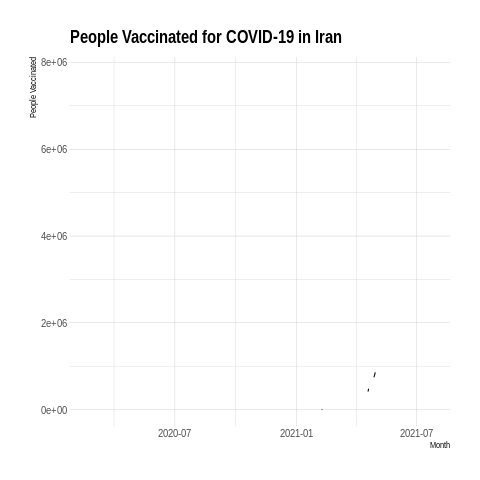 People Vaccinated for COVID-19 in Iran
People Vaccinated
8e+06
6e+06
4e+06
2e+06
0e+00
2020-07
2021-01
2021-07
Month